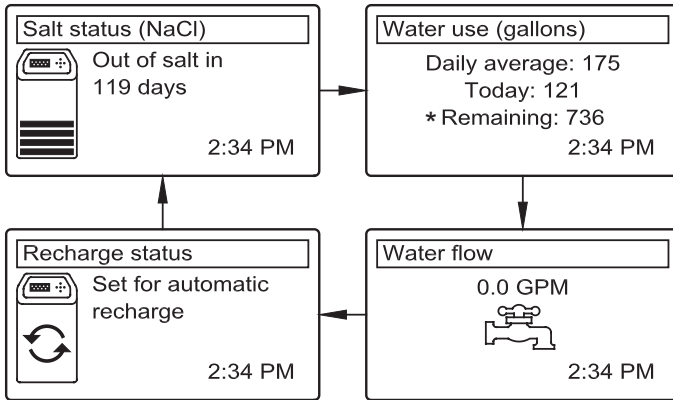 Salt status (NaCl)
Out of salt in
119 days
2:34 PM
Water use (gallons)
Daily average: 175
Today: 121
* Remaining: 736
2:34 PM
Recharge status
Set for automatic
recharge
2:34 PM
Water flow
0.0 GPM
2:34 PM